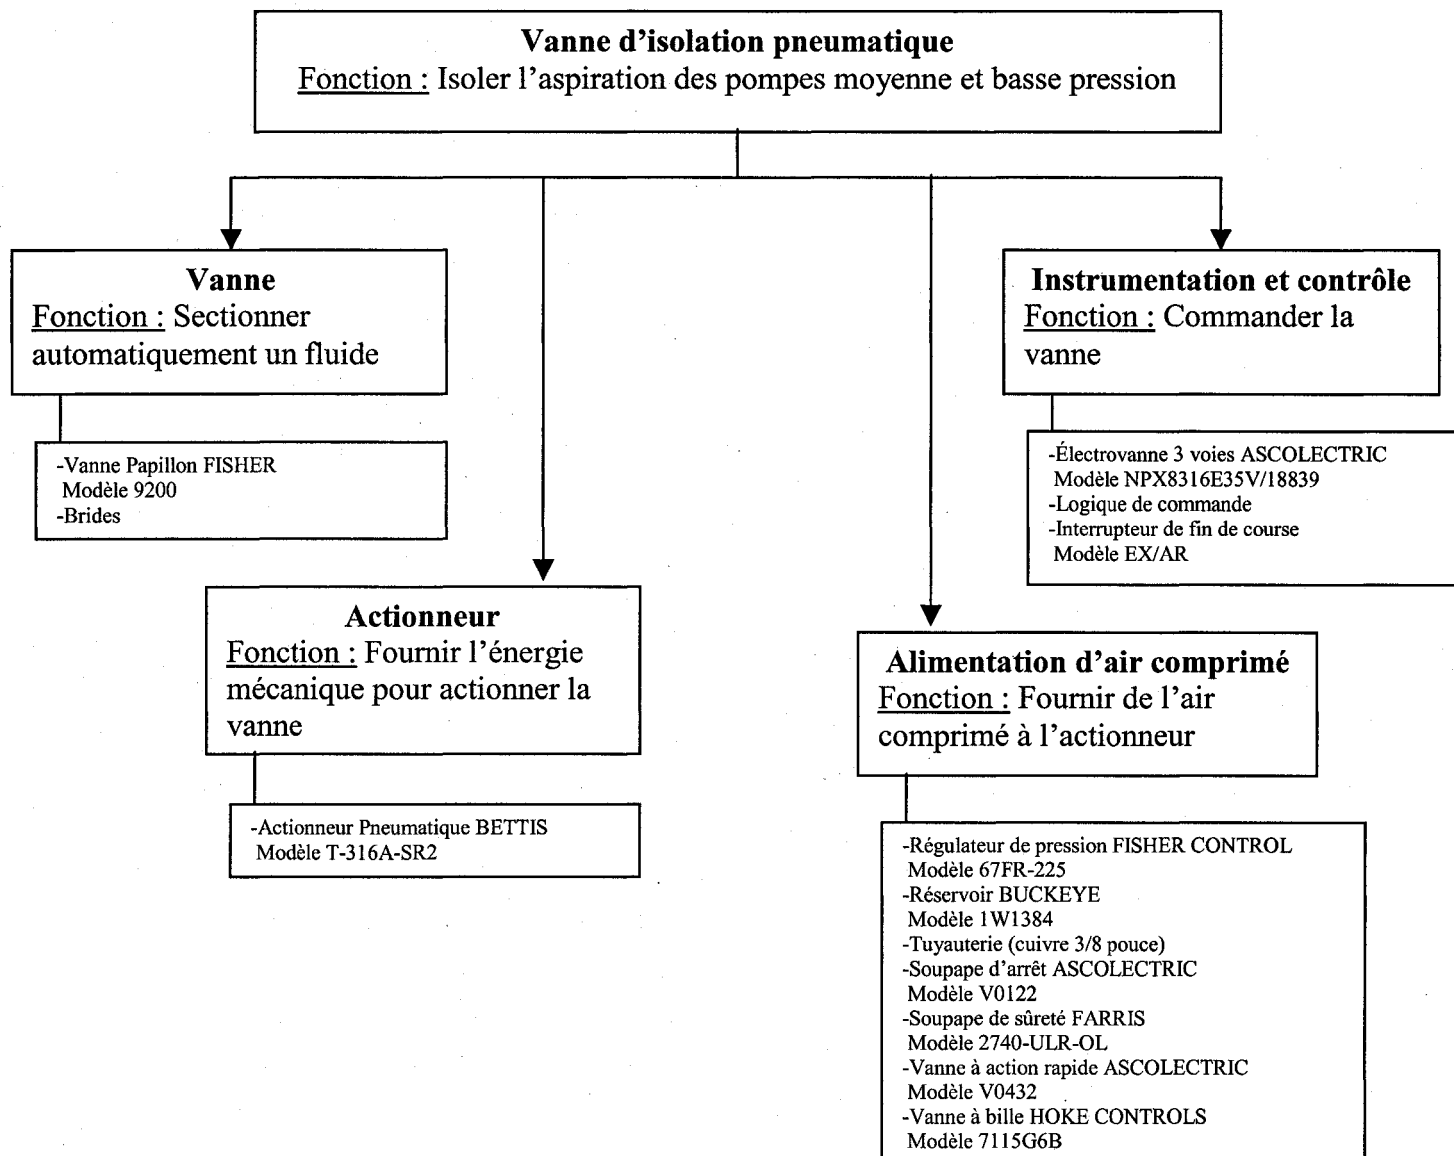 Vanne d'isolation pneumatique
Fonction : Isoler l'aspiration des pompes moyenne et basse pression
Vanne
Fonction : Sectionner
automatiquement un fluide
-Vanne Papillon FISHER
Modèle 9200
-Brides
Instrumentation et contrôle
Fonction : Commander la
vanne
-Électrovanne 3 voies ASCOLECTRIC
Modèle NPX8316E35V/18839
-Logique de commande
-Interrupteur de fin de course
Modèle EX/AR
Actionneur
Fonction : Fournir l'énergie
mécanique pour actionner la
vanne
-Actionneur Pneumatique BETTIS
Modèle T-316A-SR2
Alimentation d'air comprimé
Fonction : Fournir de l'air
comprimé à l'actionneur
-Régulateur de pression FISHER CONTROL
Modèle 67FR-225
-Réservoir BUCKEYE
Modèle 1W1384
-Tuyauterie (cuivre 3/8 pouce)
-Soupape d'arrêt ASCOLECTRIC
Modèle V0122
-Soupape de sûreté FARRIS
Modèle 2740-ULR-OL
-Vanne à action rapide ASCOLECTRIC
Modèle V0432
-Vanne à bille HOKE CONTROLS
Modèle 7115G6B